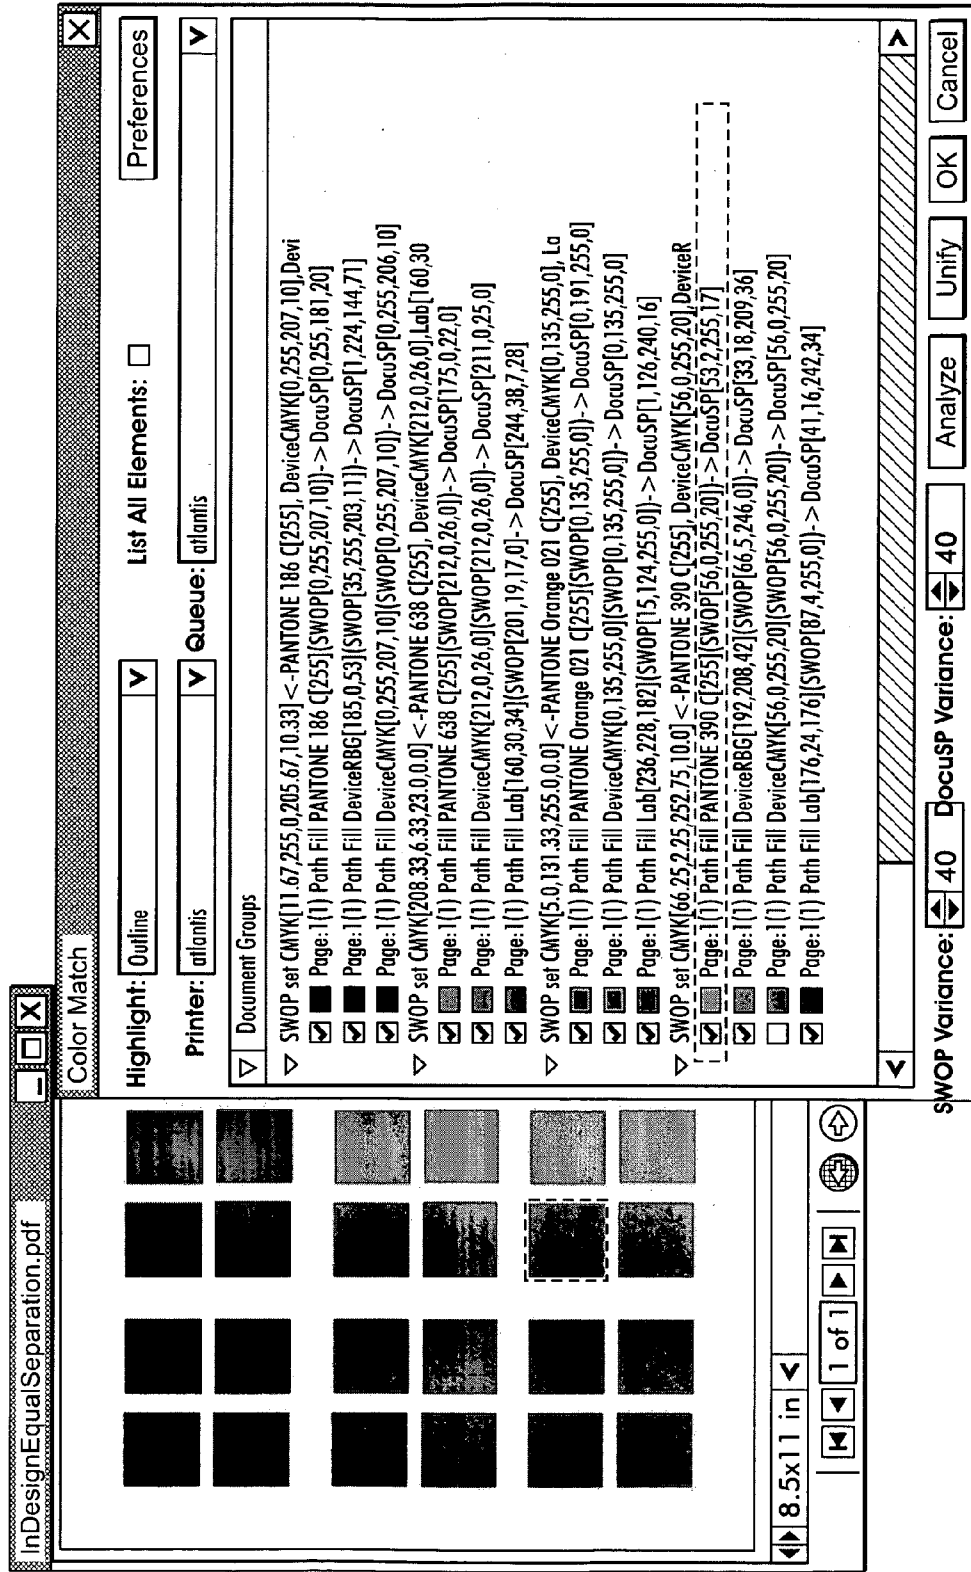 InDesignEqualSeparation.pdf
8.5x11 in
1 of 1
Color Match
Highlight: Outline
List All Elements:
Preferences
Printer: atlantis
Queue: atlantis
Document Groups
SWOP set CMYK[11.67,255,0,205.67,10.33] <-PANTONE 186 C[255], DeviceCMYK[0,255,207,10],Devi
Page:1(1) Path Fill PANTONE 186 C[255](SWOP[0,255,207,10])-> DocuSP[0,255,181,20]
Page:1(1) Path Fill DeviceRBG[185,0,53](SWOP[35,255,203,11])-> DocuSP[1,224,144,71]
Page:1(1) Path Fill DeviceCMYK[0,255,207,10](SWOP[0,255,207,10])-> DocuSP[0,255,206,10]
SWOP set CMYK[208.33,6.33,23.0,0.0] <-PANTONE 638 C[255], DeviceCMYK[212,0,26,0],Lab[160,30
Page:1(1) Path Fill PANTONE 638 C[255](SWOP[212,0,26,0])-> DocuSP[175,0,22,0]
Page:1(1) Path Fill DeviceCMYK[212,0,26,0](SWOP[212,0,26,0])-> DocuSP[211,0,25,0]
Page:1(1) Path Fill Lab[160,30,34](SWOP[201,19,17,0]-> DocuSP[244,38,7,28]
SWOP set CMYK[5.0,131.33,255.0,0.0] <-PANTONE Orange 021 C[255], DeviceCMYK[0,135,255,0], La
Page:1(1) Path Fill PANTONE Orange 021 C[255](SWOP[0,135,255,0])-> DocuSP[0,191,255,0]
Page:1(1) Path Fill DeviceCMYK[0,135,255,0](SWOP[0,135,255,0])-> DocuSP[0,135,255,0]
Page:1(1) Path Fill Lab[236,228,182](SWOP[15,124,255,0])-> DocuSP[1,126,240,16]
SWOP set CMYK[66.25,2.25,252.75,10.0] <-PANTONE 390 C[255], DeviceCMYK[56,0,255,20],DeviceR
Page:1(1) Path Fill PANTONE 390 C[255](SWOP[56,0,255,20])-> DocuSP[53,2,255,17]
Page:1(1) Path Fill DeviceRBG[192,208,42](SWOP[66,5,246,0])-> DocuSP[33,18,209,36]
Page:1(1) Path Fill DeviceCMYK[56,0,255,20](SWOP[56,0,255,20])-> DocuSP[56,0,255,20]
Page:1(1) Path Fill Lab[176,24,176](SWOP[87,4,255,0])-> DocuSP[41,16,242,34]
SWOP Variance: 40 DocuSP Variance: 40 Analyze Unify OK Cancel